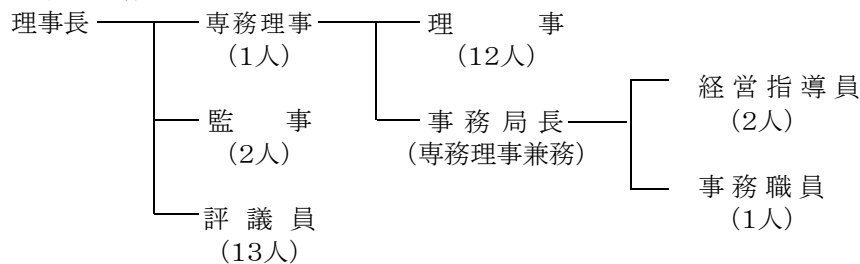 理事長
専務理事
(1人)
理事
(12人)
監事
(2人)
事務局長
(専務理事兼務)
経営指導員
(2人)
事務職員
(1人)
評議員
(13人)